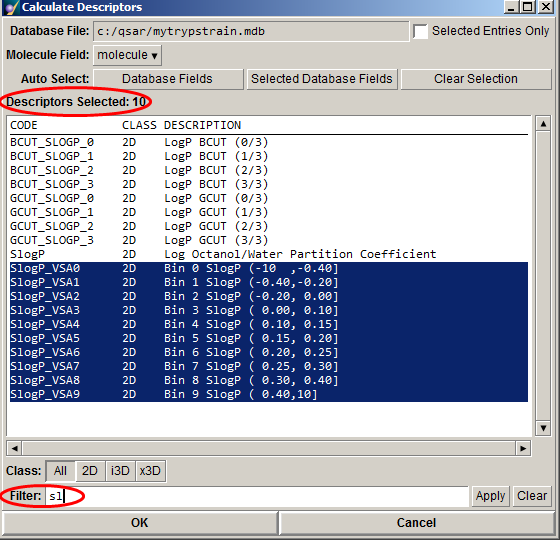 Calculate Descriptors
Database File: c:/qsar/mytrypstrain.mdb Selected Entries Only
Molecule Field: molecule
Auto Select: Database Fields Selected Database Fields Clear Selection
Descriptors Selected: 10
CODE CLASS DESCRIPTION
BCUT_SLOGP_0 2D LogP BCUT (0/3)
BCUT_SLOGP_1 2D LogP BCUT (1/3)
BCUT_SLOGP_2 2D LogP BCUT (2/3)
BCUT_SLOGP_3 2D LogP BCUT (3/3)
GCUT_SLOGP_0 2D LogP GCUT (0/3)
GCUT_SLOGP_1 2D LogP GCUT (1/3)
GCUT_SLOGP_2 2D LogP GCUT (2/3)
GCUT_SLOGP_3 2D LogP GCUT (3/3)
SlogP 2D Log Octanol/Water Partition Coefficient
SlogP_VSA0 2D Bin 0 SlogP (-10 ,-0.40]
SlogP_VSA1 2D Bin 1 SlogP (-0.40,-0.20]
SlogP_VSA2 2D Bin 2 SlogP (-0.20, 0.00]
SlogP_VSA3 2D Bin 3 SlogP ( 0.00, 0.10]
SlogP_VSA4 2D Bin 4 SlogP ( 0.10, 0.15]
SlogP_VSA5 2D Bin 5 SlogP ( 0.15, 0.20]
SlogP_VSA6 2D Bin 6 SlogP ( 0.20, 0.25]
SlogP_VSA7 2D Bin 7 SlogP ( 0.25, 0.30]
SlogP_VSA8 2D Bin 8 SlogP ( 0.30, 0.40]
SlogP_VSA9 2D Bin 9 SlogP ( 0.40,10]
Class: All 2D i3D x3D
Filter: sl Apply Clear
OK Cancel